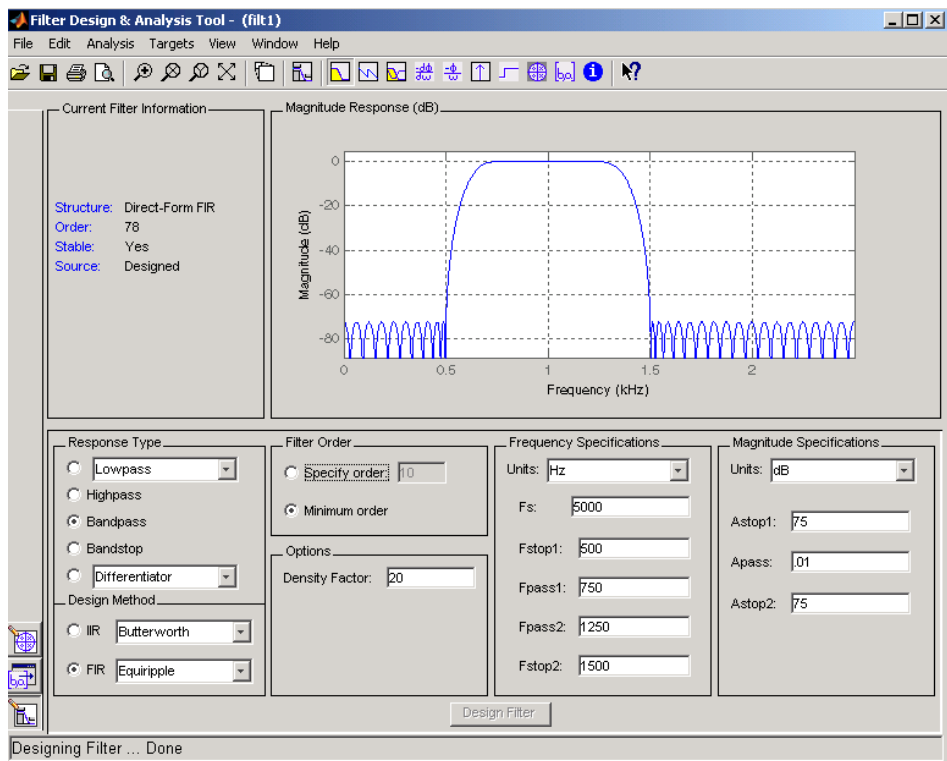 Filter Design & Analysis Tool - (filt1)
File Edit Analysis Targets View Window Help
Current Filter Information
Structure: Direct-Form FIR
Order: 78
Stable: Yes
Source: Designed
Magnitude Response (dB)
Magnitude (dB)
0
-20
-40
-60
-80
0 0.5 1 1.5 2
Frequency (kHz)
Response Type
Lowpass
Highpass
Bandpass
Bandstop
Differentiator
Design Method
IIR Butterworth
FIR Equiripple
Filter Order
Specify order: 10
Minimum order
Options
Density Factor: 20
Frequency Specifications
Units: Hz
Fs: 5000
Fstop1: 500
Fpass1: 750
Fpass2: 1250
Fstop2: 1500
Magnitude Specifications
Units: dB
Astop1: 75
Apass: .01
Astop2: 75
Design Filter
Designing Filter ... Done